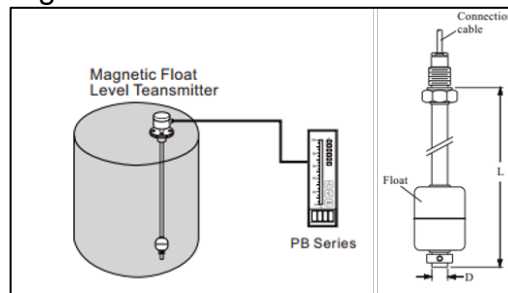 Magnetic Float
Level Teansmitter
PB Series
Connection
cable
Float
L
D